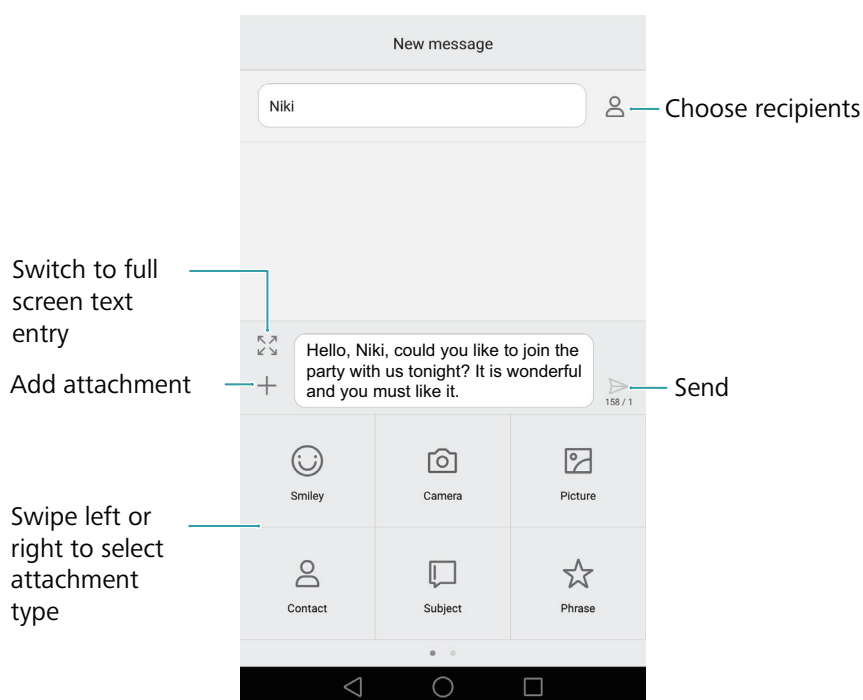 New message
Niki
Choose recipients
Switch to full
screen text
entry
Hello, Niki, could you like to join the
party with us tonight? It is wonderful
and you must like it.
Add attachment
Send
158 / 1
Smiley
Camera
Picture
Swipe left or
right to select
attachment
type
Contact
Subject
Phrase